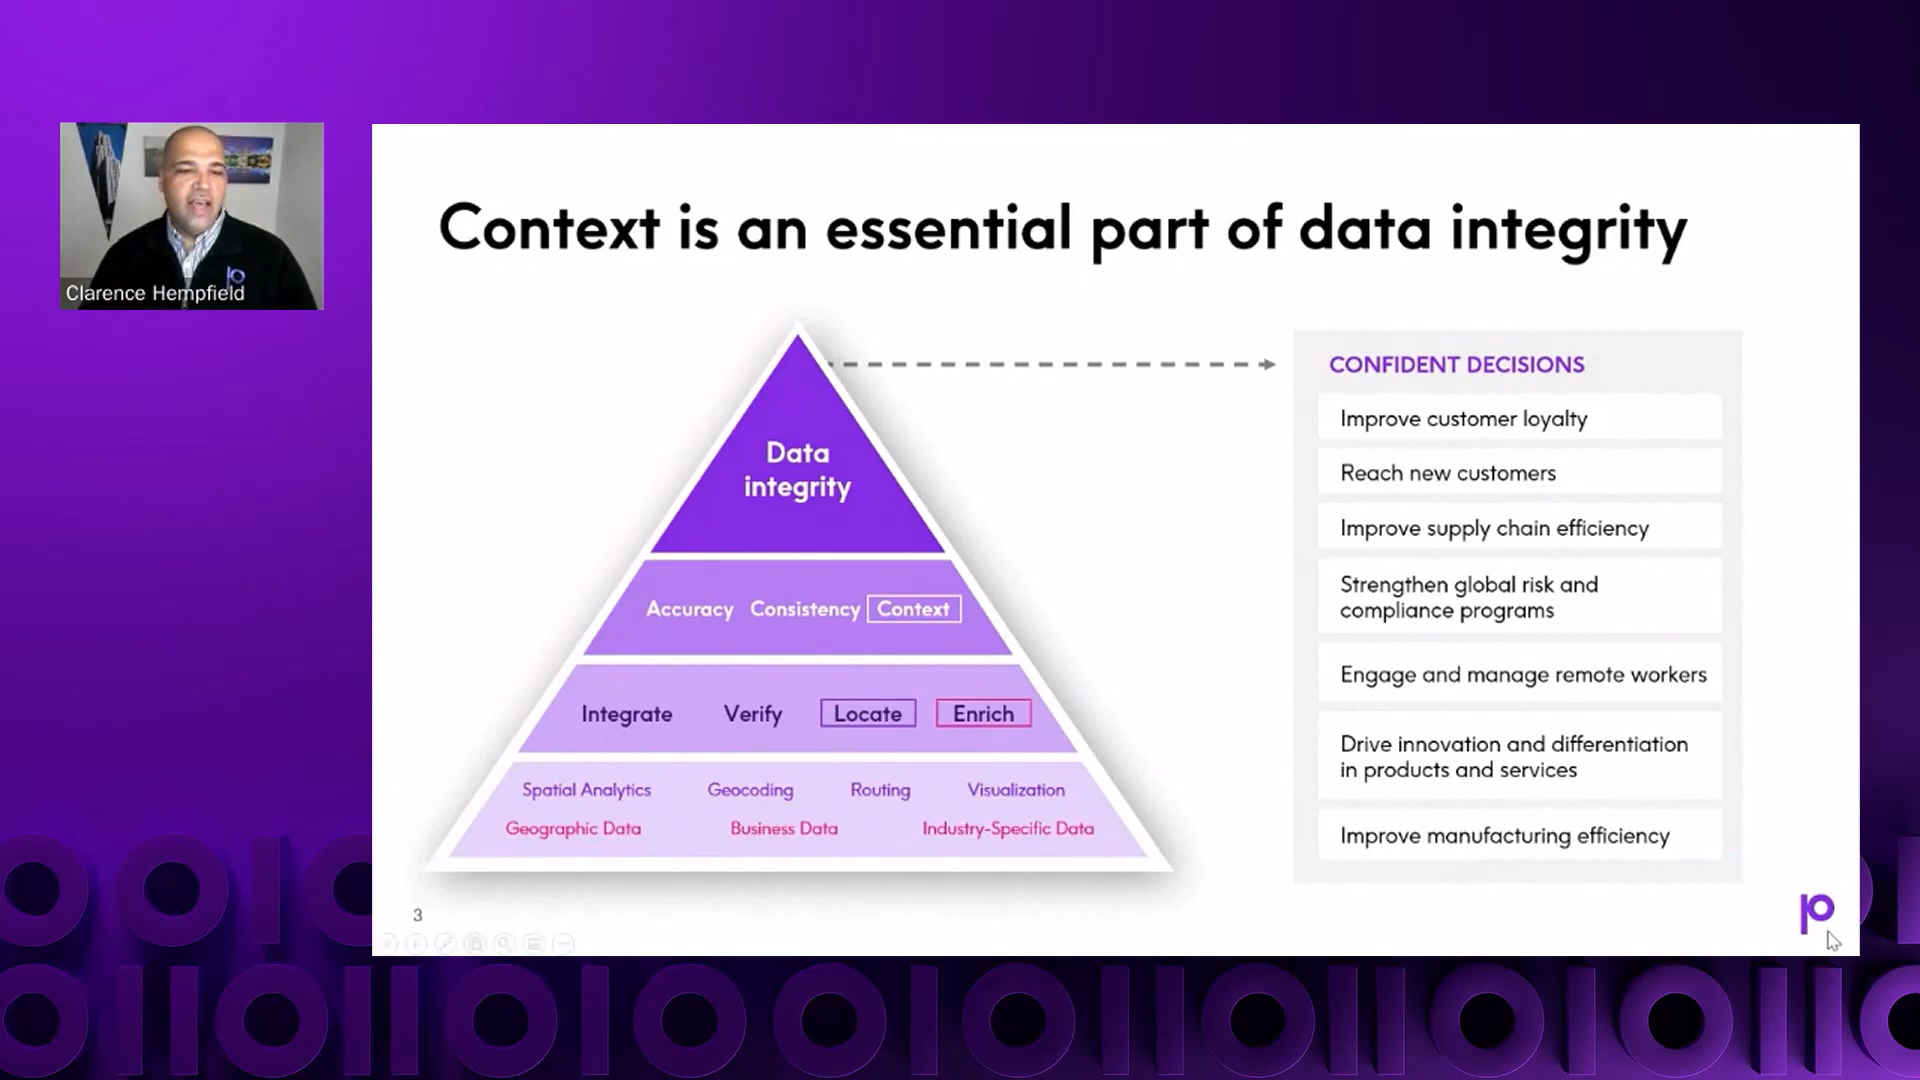 Clarence Hempfield
Context is an essential part of data integrity
Data
integrity
Accuracy Consistency Context
Integrate Verify Locate Enrich
Spatial Analytics Geocoding Routing Visualization
Geographic Data Business Data Industry-Specific Data
CONFIDENT DECISIONS
Improve customer loyalty
Reach new customers
Improve supply chain efficiency
Strengthen global risk and
compliance programs
Engage and manage remote workers
Drive innovation and differentiation
in products and services
Improve manufacturing efficiency
3